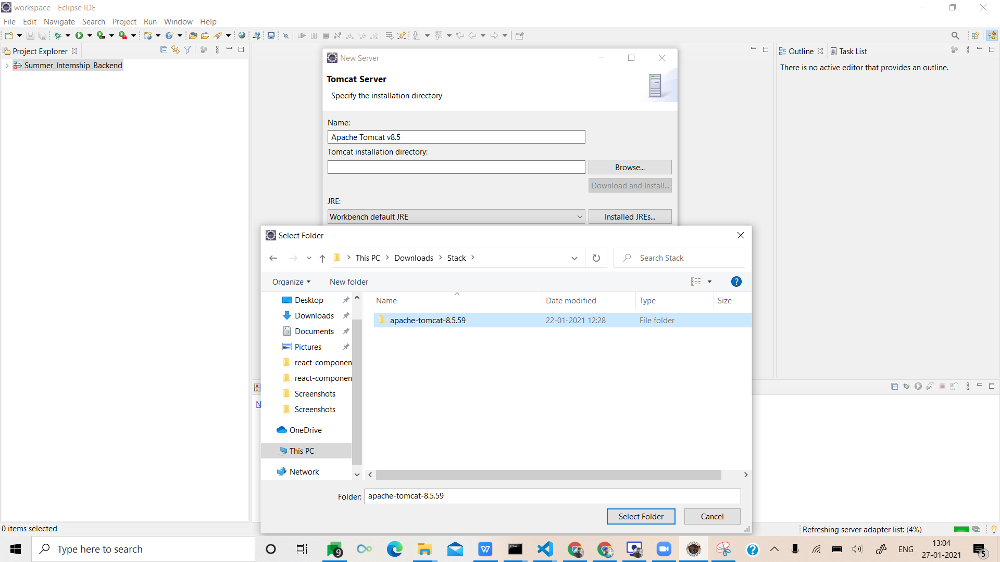 workspace - Eclipse IDE
File Edit Navigate Search Project Run Window Help
Project Explorer
Summer_Internship_Backend
New Server
Tomcat Server
Specify the installation directory
Name:
Apache Tomcat v8.5
Tomcat installation directory:
Browse...
Download and Install...
JRE:
Workbench default JRE
Installed JREs...
Outline
Task List
There is no active editor that provides an outline.
Select Folder
This PC Downloads Stack
Search Stack
Organize
New folder
Name Date modified Type Size
apache-tomcat-8.5.59 22-01-2021 12:28 File folder
Desktop
Downloads
Documents
Pictures
react-componen
react-componen
Screenshots
Screenshots
OneDrive
This PC
Network
N
Folder: apache-tomcat-8.5.59
Select Folder
Cancel
0 items selected
Refreshing server adapter list: (4%)
Type here to search
9
W
ENG
13:04
27-01-2021
5